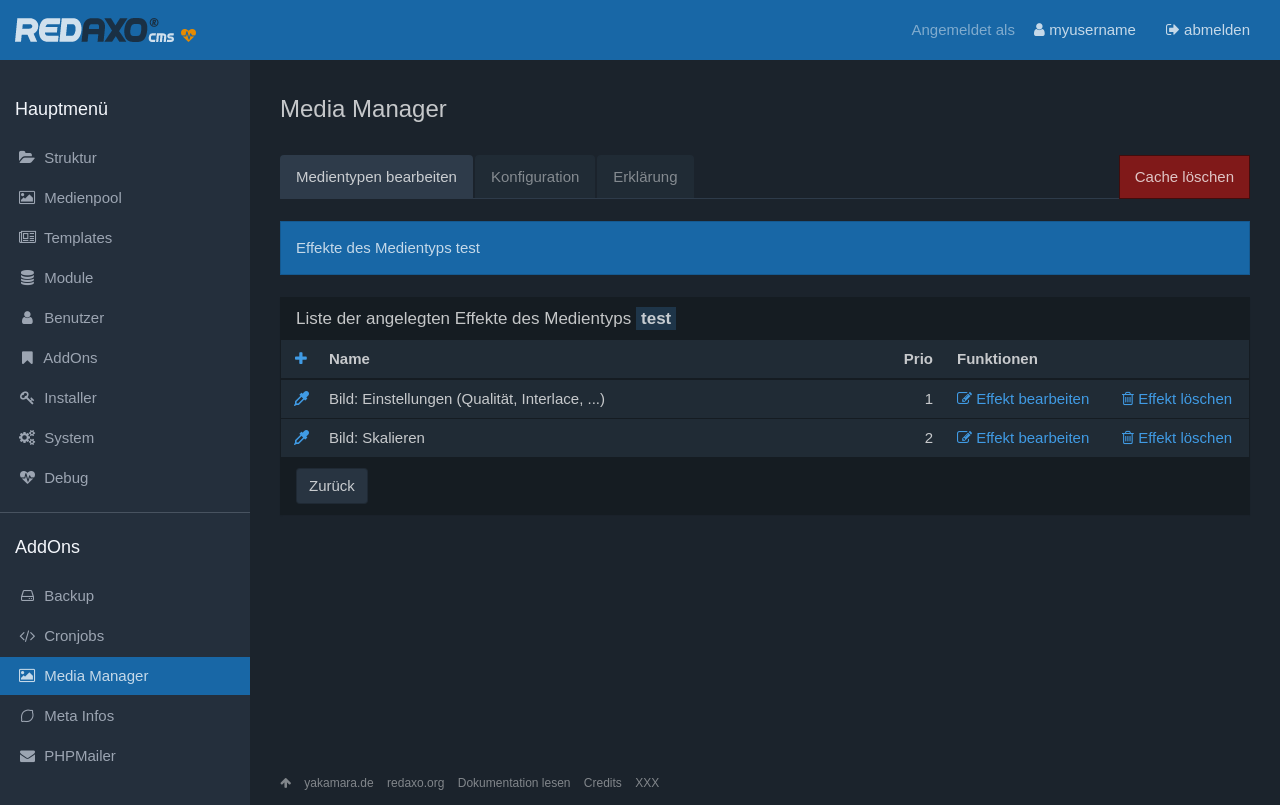 REDAXO® cms
Angemeldet als myusername abmelden
Hauptmenü
Struktur
Medienpool
Templates
Module
Benutzer
AddOns
Installer
System
Debug
AddOns
Backup
Cronjobs
Media Manager
Meta Infos
PHPMailer
Media Manager
Medientypen bearbeiten Konfiguration Erklärung Cache löschen
Effekte des Medientyps test
Liste der angelegten Effekte des Medientyps test
Name Prio Funktionen
Bild: Einstellungen (Qualität, Interlace, ...) 1 Effekt bearbeiten Effekt löschen
Bild: Skalieren 2 Effekt bearbeiten Effekt löschen
Zurück
yakamara.de redaxo.org Dokumentation lesen Credits XXX